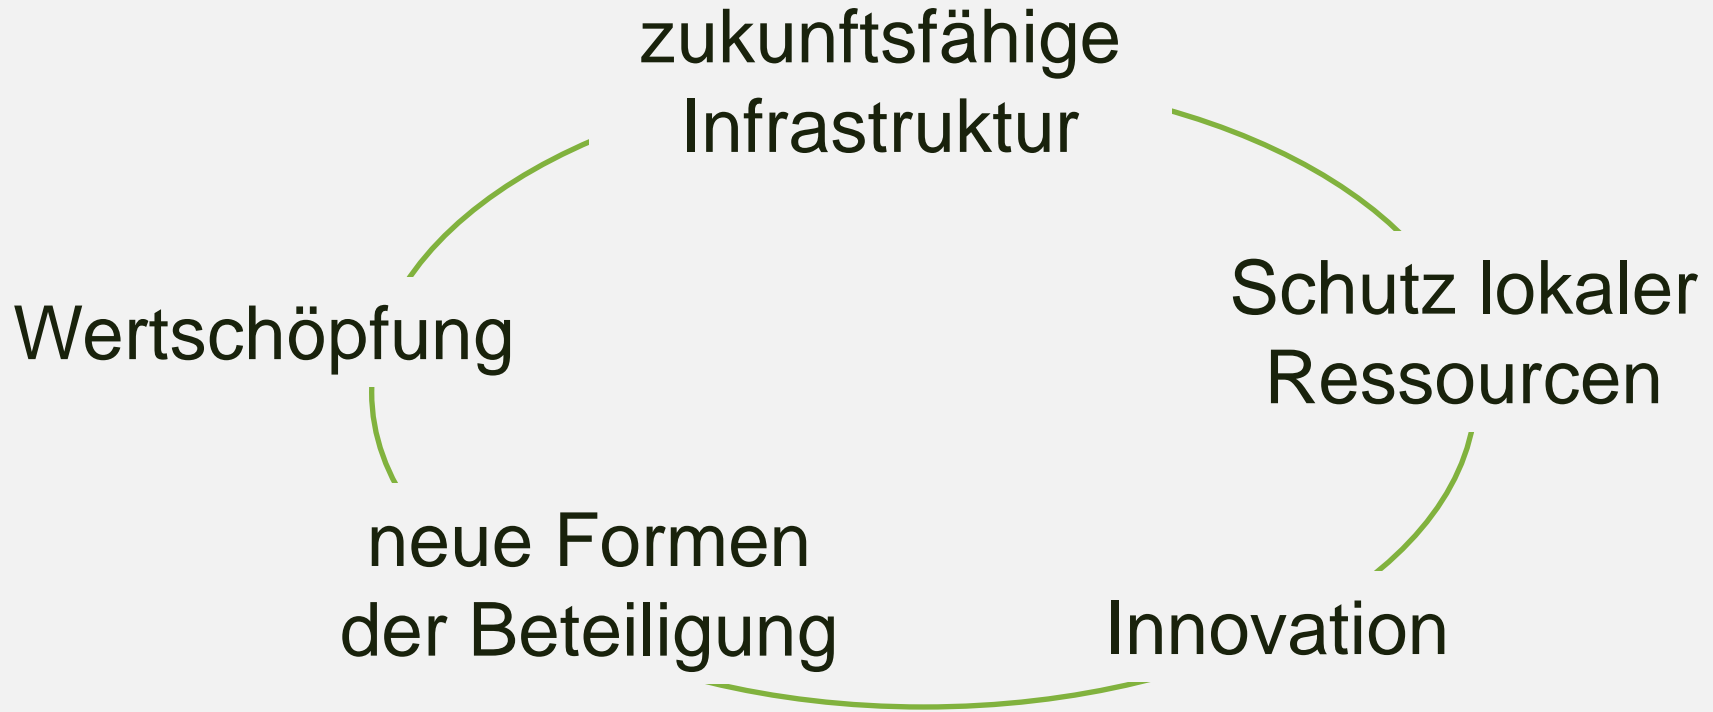 zukunftsfähige
Infrastruktur
Schutz lokaler
Ressourcen
Innovation
neue Formen
der Beteiligung
Wertschöpfung